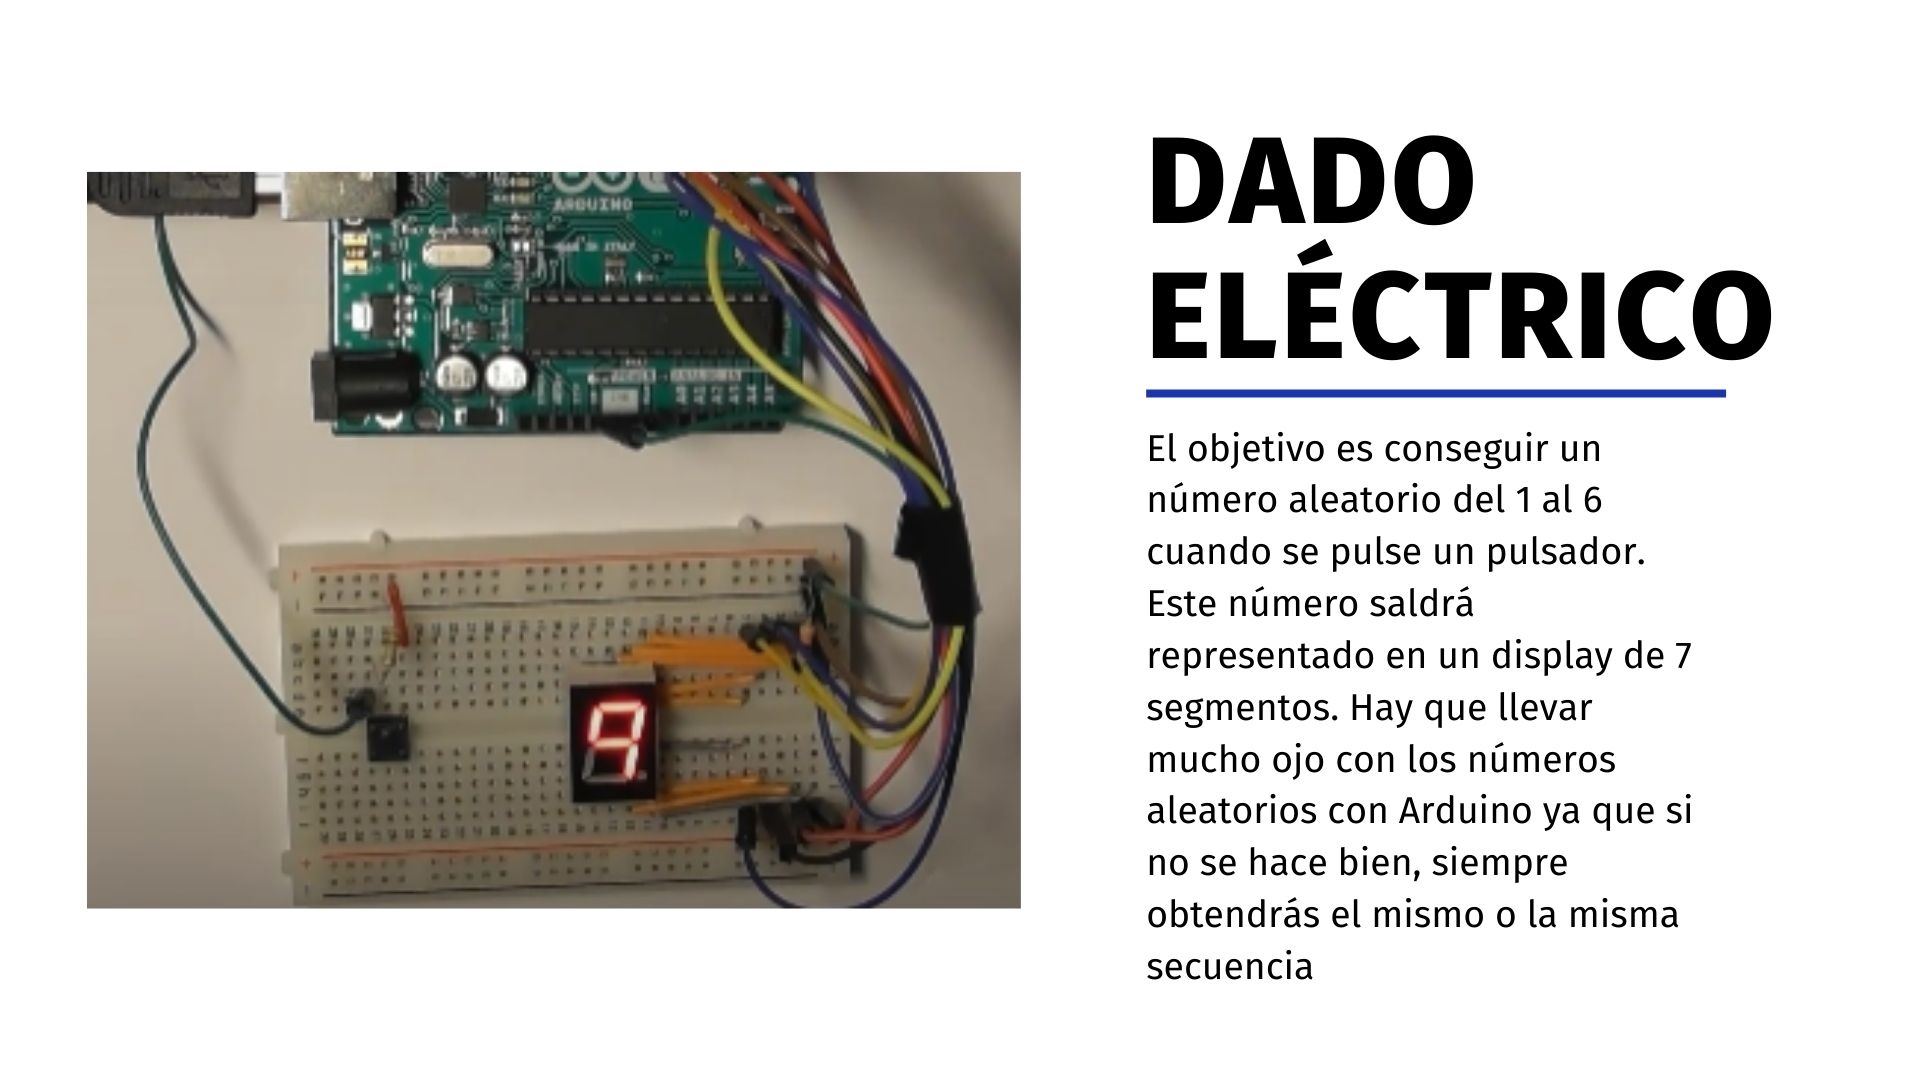 DADO
ELÉCTRICO
El objetivo es conseguir un
número aleatorio del 1 al 6
cuando se pulse un pulsador.
Este número saldrá
representado en un display de 7
segmentos. Hay que llevar
mucho ojo con los números
aleatorios con Arduino ya que si
no se hace bien, siempre
obtendrás el mismo o la misma
secuencia
ARDUINO
9